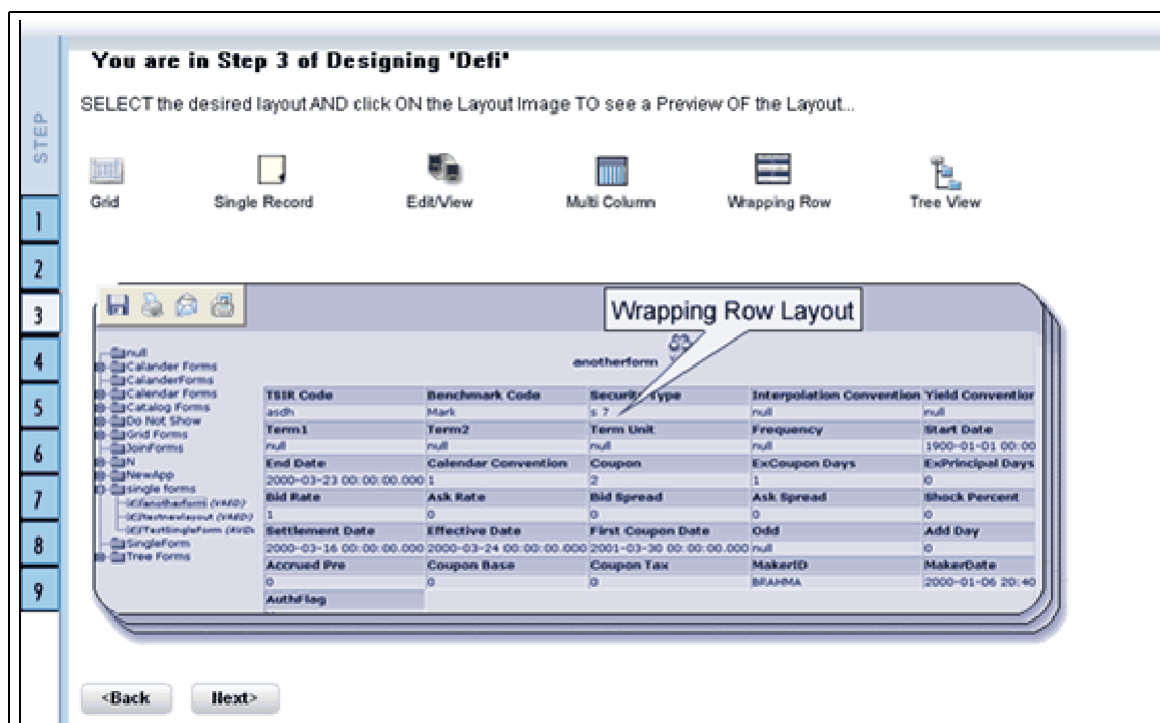 You are in Step 3 of Designing 'Defi'
SELECT the desired layout AND click ON the Layout Image TO see a Preview OF the Layout...
STEP
1
2
3
4
5
6
7
8
9
Grid Single Record Edit/View Multi Column Wrapping Row Tree View
Wrapping Row Layout
anotherform
null
Calander Forms
CalanderForms
Calendar Forms
Catalog Forms
Do Not Show
Grid Forms
JoinForms
N
NewApp
single forms
SingleForm
Tree Forms
TSIR Code Benchmark Code Security Type Interpolation Convention Yield Convention
asdh Mark s 7 null null
Term1 Term2 Term Unit Frequency Start Date
null null null null 1900-01-01 00:00
End Date Calendar Convention Coupon ExCoupon Days ExPrincipal Days
2000-03-23 00:00:00.000 1 2 1 0
Bid Rate Ask Rate Bid Spread Ask Spread Shock Percent
1 0 0 0 0
Settlement Date Effective Date First Coupon Date Odd Add Day
2000-03-16 00:00:00.000 2000-03-24 00:00:00.000 2001-03-30 00:00:00.000 null 0
Accrued Pre Coupon Base Coupon Tax MakerID MakerDate
0 0 0 BRAHMA 2000-01-06 20:40
AuthFlag
<Back Next>